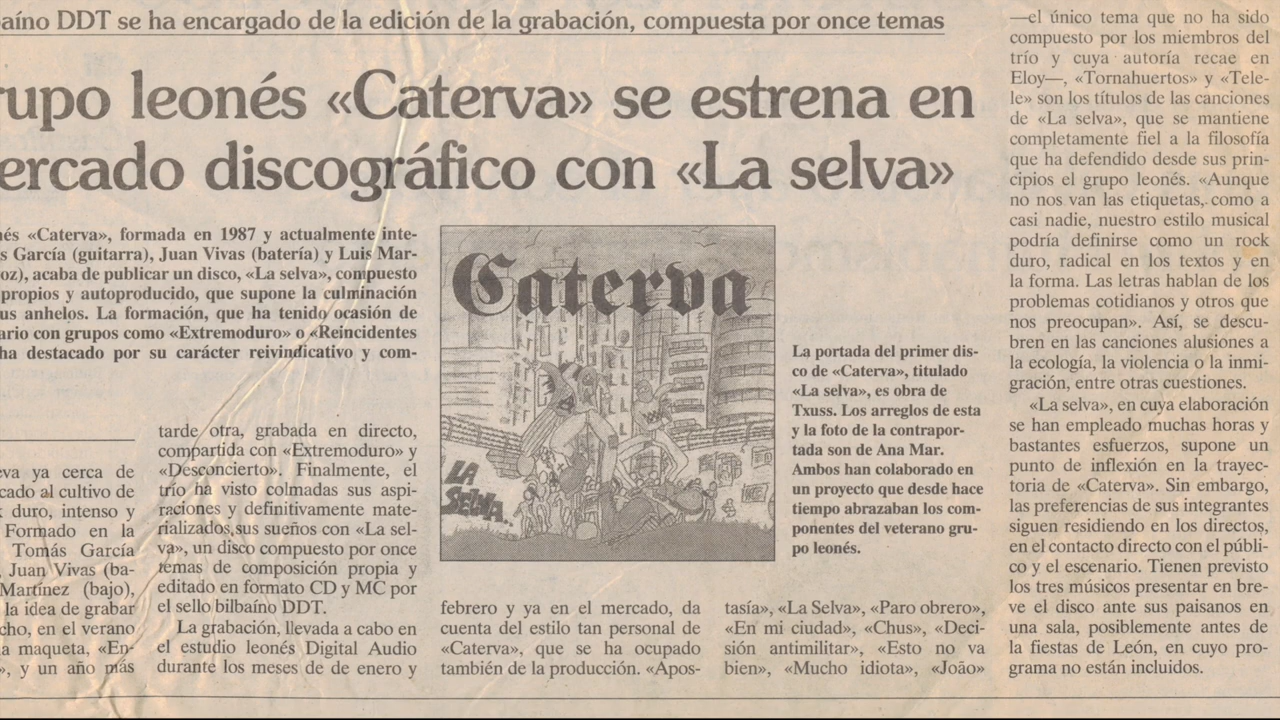 baíno DDT se ha encargado de la edición de la grabación, compuesta por once temas
rupo leonés «Caterva» se estrena en
ercado discográfico con «La selva»
nés «Caterva», formada en 1987 y actualmente inte-
s García (guitarra), Juan Vivas (batería) y Luis Mar-
oz), acaba de publicar un disco, «La selva», compuesto
propios y autoproducido, que supone la culminación
us anhelos. La formación, que ha tenido ocasión de
ario con grupos como «Extremoduro» o «Reincidentes
ha destacado por su carácter reivindicativo y com-
eva ya cerca de
cado al cultivo de
k duro, intenso y
Formado en la
Tomás García
, Juan Vivas (ba-
Martínez (bajo),
la idea de grabar
cho, en el verano
a maqueta, «En-
», y un año más
tarde otra, grabada en directo,
compartida con «Extremoduro» y
«Desconcierto». Finalmente, el
trío ha visto colmadas sus aspi-
raciones y definitivamente mate-
rializados sus sueños con «La sel-
va», un disco compuesto por once
temas de composición propia y
editado en formato CD y MC por
el sello bilbaíno DDT.
La grabación, llevada a cabo en
el estudio leonés Digital Audio
durante los meses de de enero y
Caterva
LA
SELVA..
La portada del primer dis-
co de «Caterva», titulado
«La selva», es obra de
Txuss. Los arreglos de esta
y la foto de la contrapor-
tada son de Ana Mar.
Ambos han colaborado en
un proyecto que desde hace
tiempo abrazaban los com-
ponentes del veterano gru-
po leonés.
febrero y ya en el mercado, da
cuenta del estilo tan personal de
«Caterva», que se ha ocupado
también de la producción. «Apos-
tasía», «La Selva», «Paro obrero»,
«En mi ciudad», «Chus», «Deci-
sión antimilitar», «Esto no va
bien», «Mucho idiota», «João»
—el único tema que no ha sido
compuesto por los miembros del
trío y cuya autoría recae en
Eloy—, «Tornahuertos» y «Tele-
le» son los títulos de las canciones
de «La selva», que se mantiene
completamente fiel a la filosofía
que ha defendido desde sus prin-
cipios el grupo leonés. «Aunque
no nos van las etiquetas, como a
casi nadie, nuestro estilo musical
podría definirse como un rock
duro, radical en los textos y en
la forma. Las letras hablan de los
problemas cotidianos y otros que
nos preocupan». Así, se descu-
bren en las canciones alusiones a
la ecología, la violencia o la inmi-
gración, entre otras cuestiones.
«La selva», en cuya elaboración
se han empleado muchas horas y
bastantes esfuerzos, supone un
punto de inflexión en la trayec-
toria de «Caterva». Sin embargo,
las preferencias de sus integrantes
siguen residiendo en los directos,
en el contacto directo con el públi-
co y el escenario. Tienen previsto
los tres músicos presentar en bre-
ve el disco ante sus paisanos en
una sala, posiblemente antes de
la fiestas de León, en cuyo pro-
grama no están incluidos.